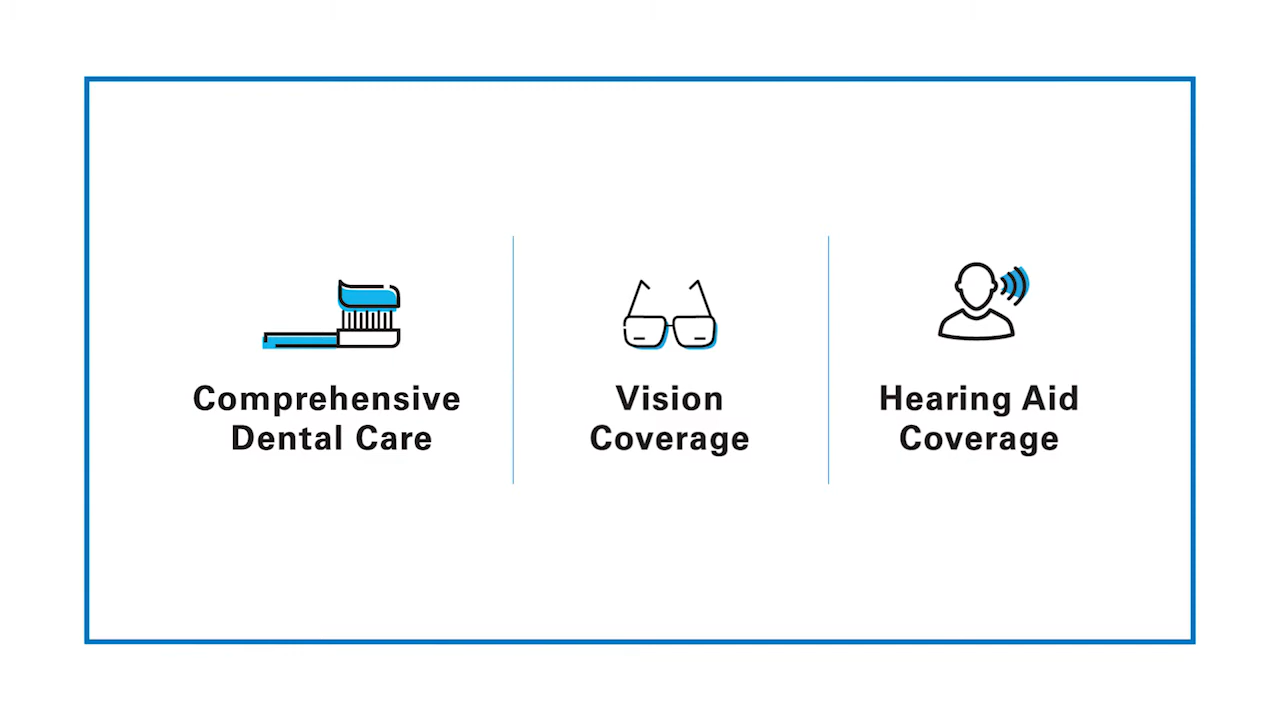 Comprehensive
Dental Care
Vision
Coverage
Hearing Aid
Coverage